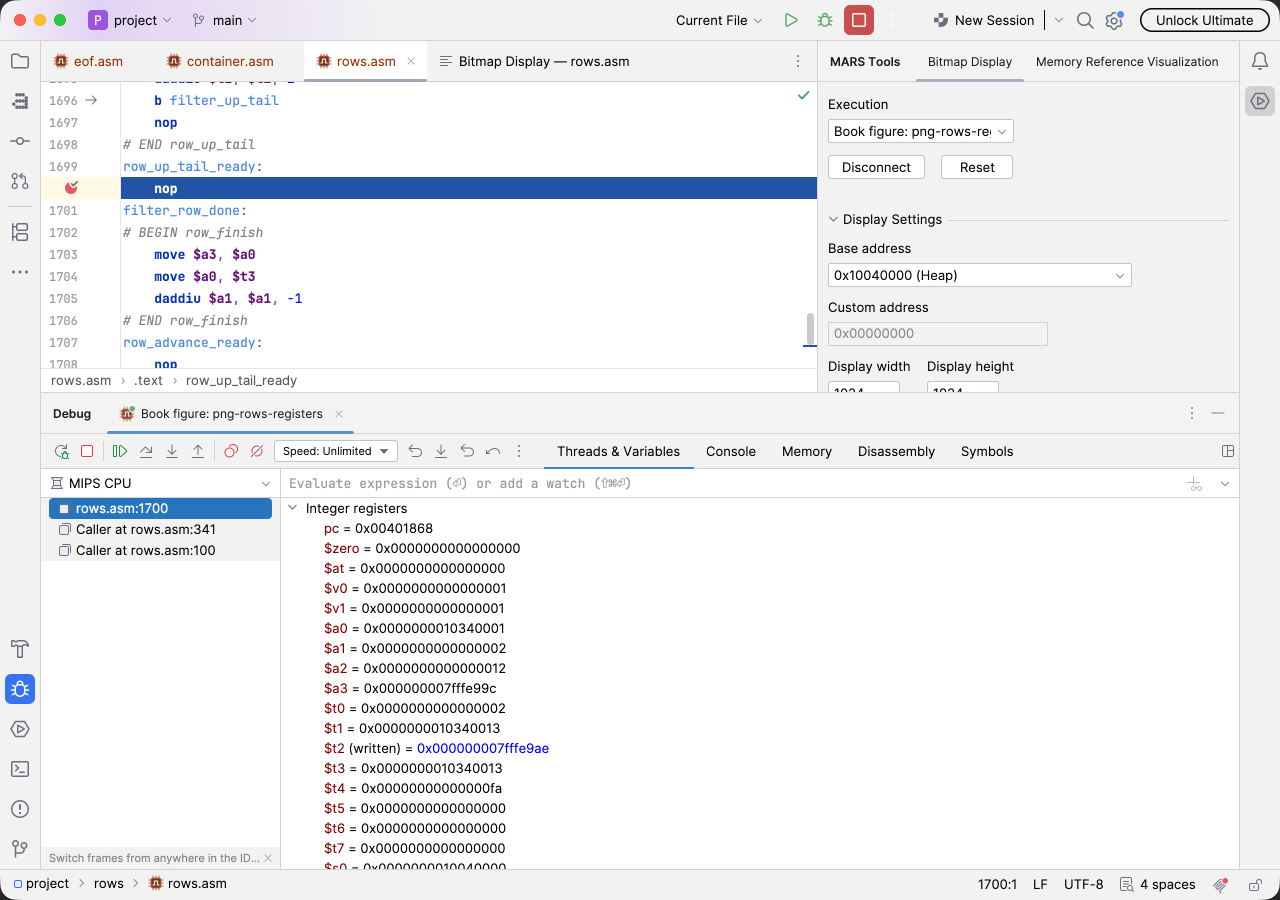 P project main Current File New Session Unlock Ultimate
eof.asm container.asm rows.asm Bitmap Display — rows.asm
MARS Tools Bitmap Display Memory Reference Visualization
1696 b filter_up_tail
1697 nop
1698 # END row_up_tail
1699 row_up_tail_ready:
nop
1701 filter_row_done:
1702 # BEGIN row_finish
1703 move $a3, $a0
1704 move $a0, $t3
1705 daddiu $a1, $a1, -1
1706 # END row_finish
1707 row_advance_ready:
1708 nop
rows.asm › .text › row_up_tail_ready
Execution
Book figure: png-rows-re
Disconnect Reset
Display Settings
Base address
0x10040000 (Heap)
Custom address
0x00000000
Display width Display height
1024 1024
Debug Book figure: png-rows-registers
Speed: Unlimited Threads & Variables Console Memory Disassembly Symbols
MIPS CPU
rows.asm:1700
Caller at rows.asm:341
Caller at rows.asm:100
Switch frames from anywhere in the ID...
Evaluate expression (⏎) or add a watch (⇧⌘⏎)
Integer registers
pc = 0x00401868
$zero = 0x0000000000000000
$at = 0x0000000000000000
$v0 = 0x0000000000000001
$v1 = 0x0000000000000001
$a0 = 0x0000000010340001
$a1 = 0x0000000000000002
$a2 = 0x0000000000000012
$a3 = 0x000000007fffe99c
$t0 = 0x0000000000000002
$t1 = 0x0000000010340013
$t2 (written) = 0x000000007fffe9ae
$t3 = 0x0000000010340013
$t4 = 0x00000000000000fa
$t5 = 0x0000000000000000
$t6 = 0x0000000000000000
$t7 = 0x0000000000000000
$s0 = 0x0000000010040000
project › rows › rows.asm
1700:1 LF UTF-8 4 spaces